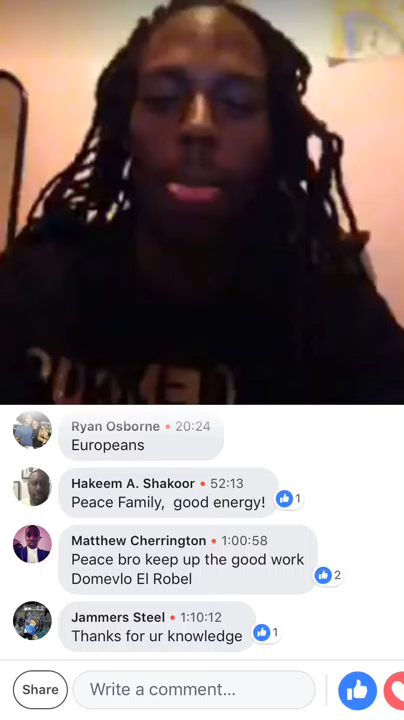 Ryan Osborne • 20:24
Europeans
Hakeem A. Shakoor • 52:13
Peace Family, good energy!
1
Matthew Cherrington • 1:00:58
Peace bro keep up the good work
Domevlo El Robel
2
Jammers Steel • 1:10:12
Thanks for ur knowledge
1
Share
Write a comment...